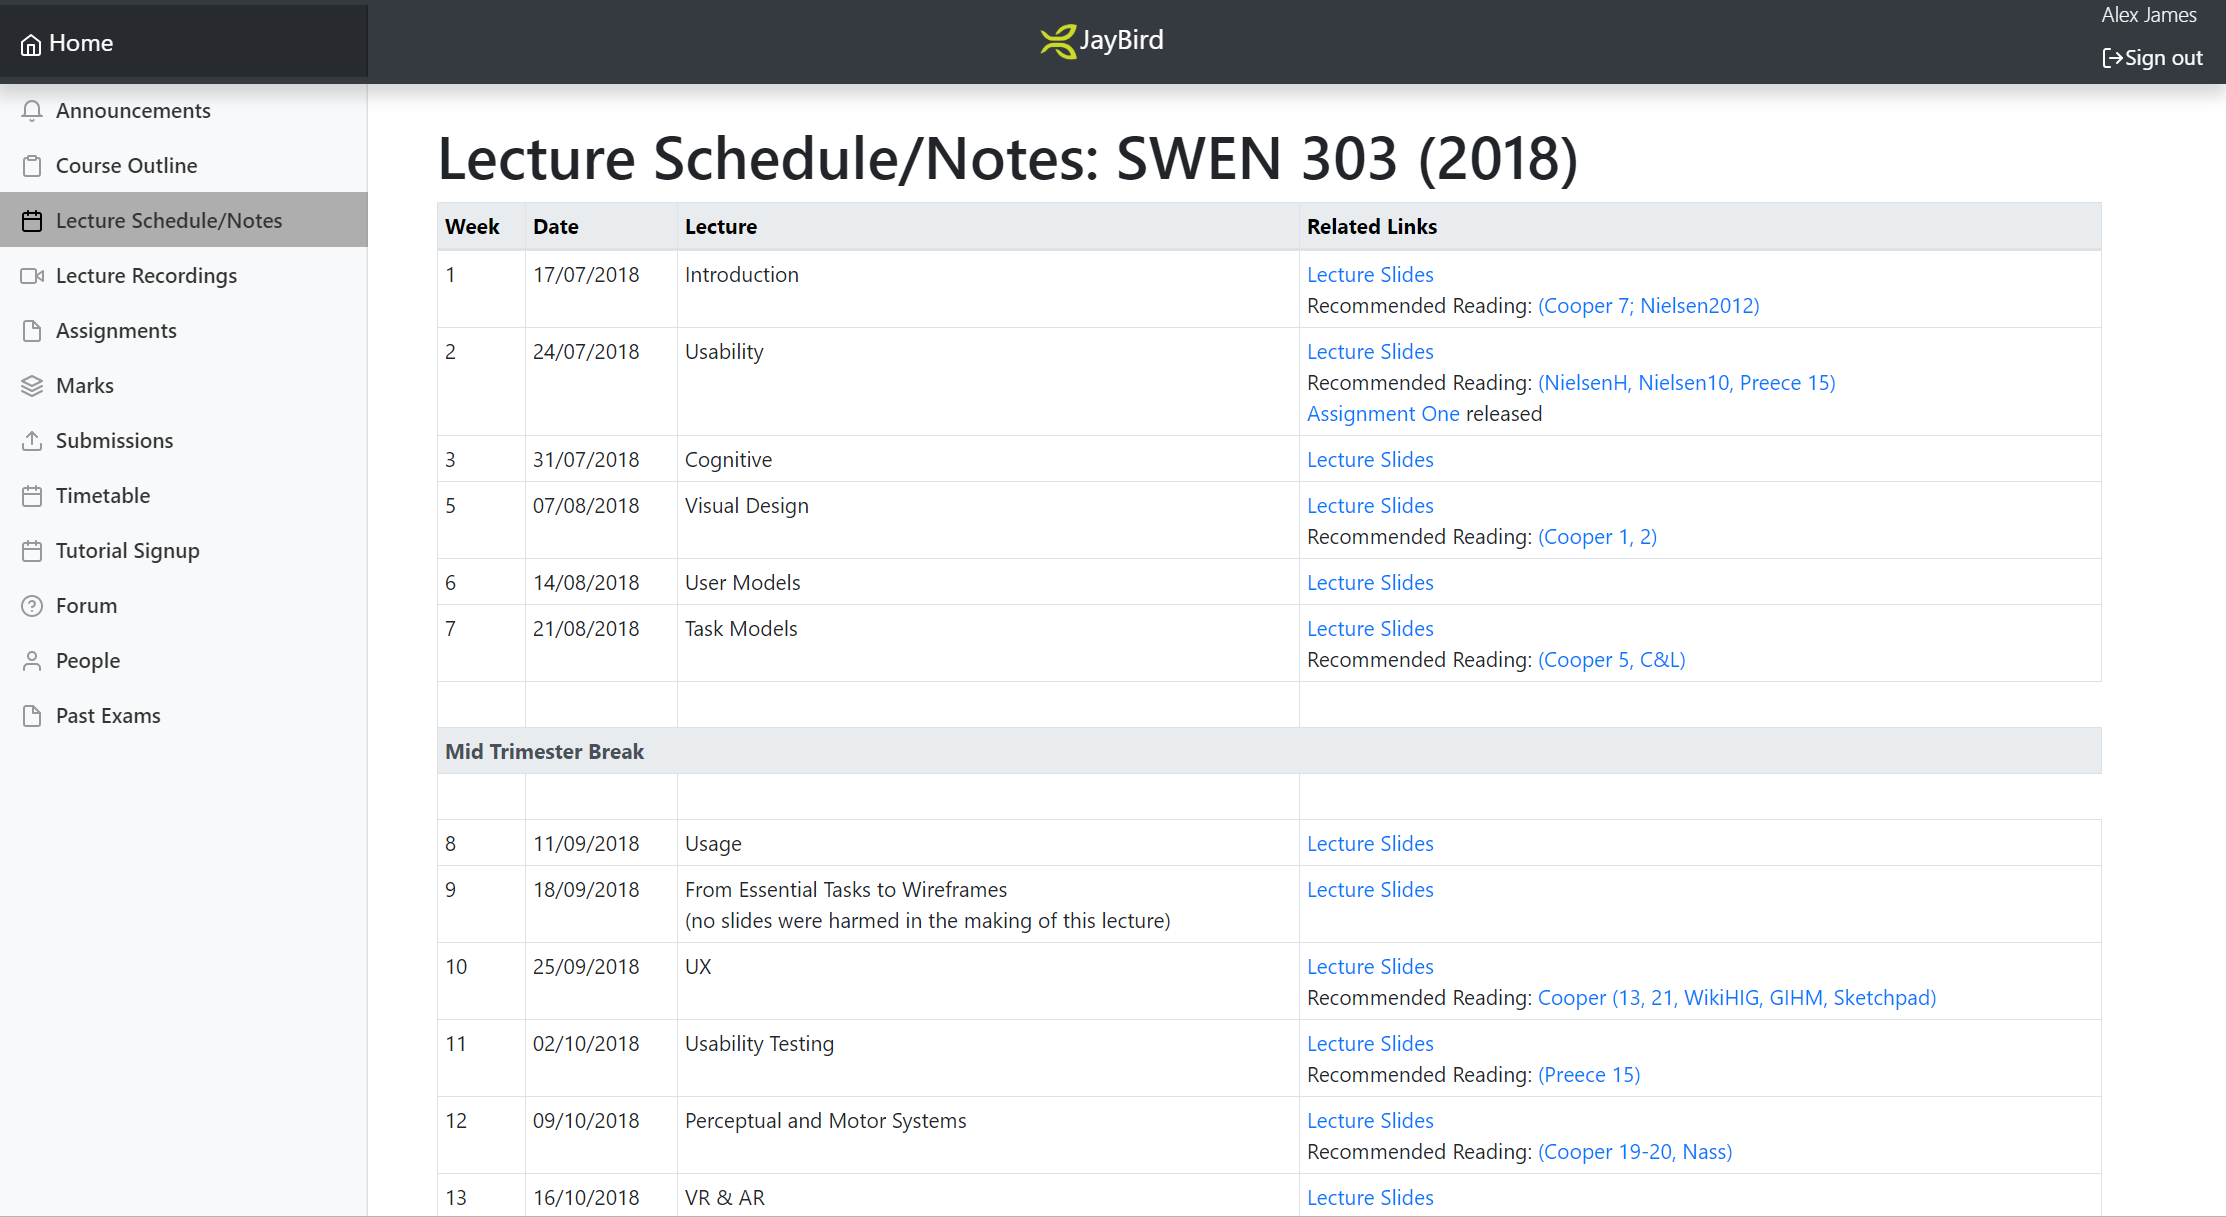 Home
JayBird
Alex James
Sign out
Announcements
Course Outline
Lecture Schedule/Notes
Lecture Recordings
Assignments
Marks
Submissions
Timetable
Tutorial Signup
Forum
People
Past Exams
Lecture Schedule/Notes: SWEN 303 (2018)
Week Date Lecture Related Links
1 17/07/2018 Introduction Lecture Slides
Recommended Reading: (Cooper 7; Nielsen2012)
2 24/07/2018 Usability Lecture Slides
Recommended Reading: (NielsenH, Nielsen10, Preece 15)
Assignment One released
3 31/07/2018 Cognitive Lecture Slides
5 07/08/2018 Visual Design Lecture Slides
Recommended Reading: (Cooper 1, 2)
6 14/08/2018 User Models Lecture Slides
7 21/08/2018 Task Models Lecture Slides
Recommended Reading: (Cooper 5, C&L)
Mid Trimester Break
8 11/09/2018 Usage Lecture Slides
9 18/09/2018 From Essential Tasks to Wireframes Lecture Slides
(no slides were harmed in the making of this lecture)
10 25/09/2018 UX Lecture Slides
Recommended Reading: Cooper (13, 21, WikiHIG, GIHM, Sketchpad)
11 02/10/2018 Usability Testing Lecture Slides
Recommended Reading: (Preece 15)
12 09/10/2018 Perceptual and Motor Systems Lecture Slides
Recommended Reading: (Cooper 19-20, Nass)
13 16/10/2018 VR & AR Lecture Slides